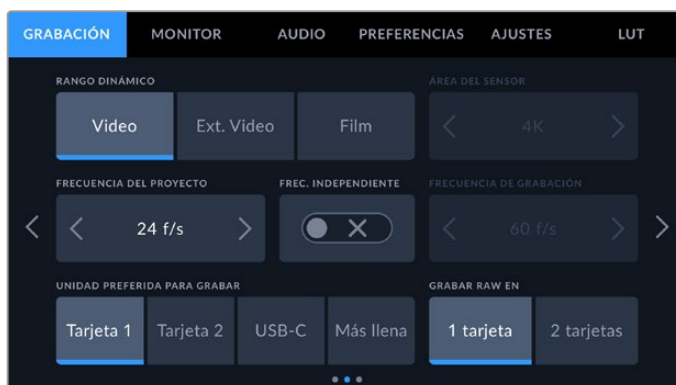 GRABACIÓN MONITOR AUDIO PREFERENCIAS AJUSTES LUT
RANGO DINÁMICO ÁREA DEL SENSOR
Video Ext. Video Film 4K
FRECUENCIA DEL PROYECTO FREC. INDEPENDIENTE FRECUENCIA DE GRABACIÓN
24 f/s 60 f/s
UNIDAD PREFERIDA PARA GRABAR GRABAR RAW EN
Tarjeta 1 Tarjeta 2 USB-C Más llena 1 tarjeta 2 tarjetas